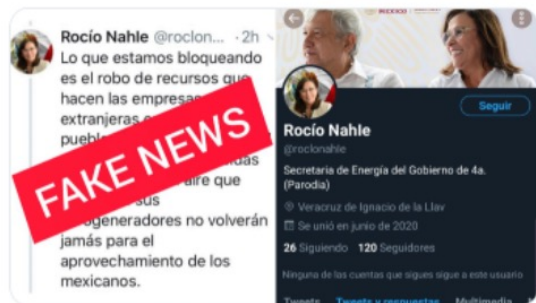 Rocío Nahle @roclon... · 2h
Lo que estamos bloqueando
es el robo de recursos que
hacen las empresas
extranjeras
aire que
sus
no volverán
jamás para el
aprovechamiento de los
mexicanos.
FAKE NEWS
Seguir
Rocío Nahle
@roclonahle
Secretaria de Energía del Gobierno de 4a.
(Parodia)
Veracruz de Ignacio de la Llav
Se unió en junio de 2020
26 Siguiendo 120 Seguidores
Ninguna de las cuentas que sigues sigue a este usuario
Tweets Tweets y respuestas Multimedia